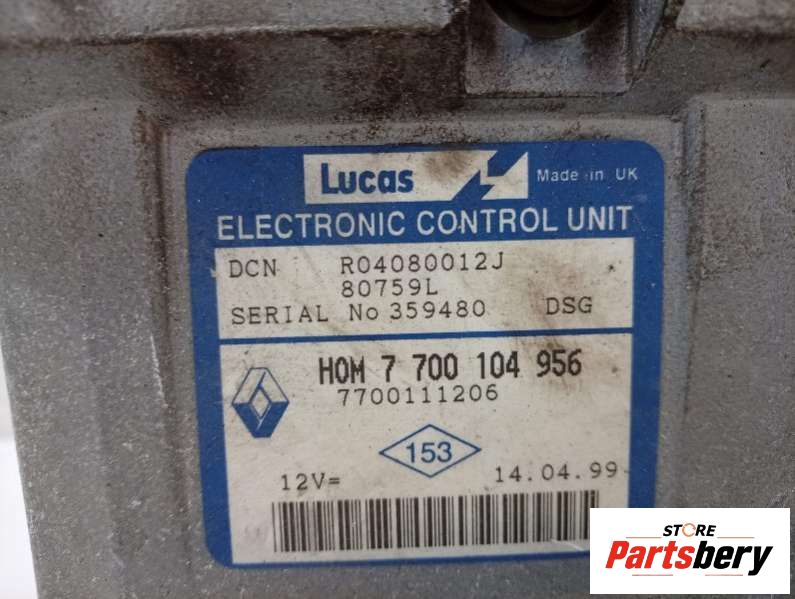 Lucas Made in UK
ELECTRONIC CONTROL UNIT
DCN R04080012J
80759L
SERIAL No 359480 DSG
HOM 7 700 104 956
7700111206
153
12V= 14.04.99
STORE
Partsbery